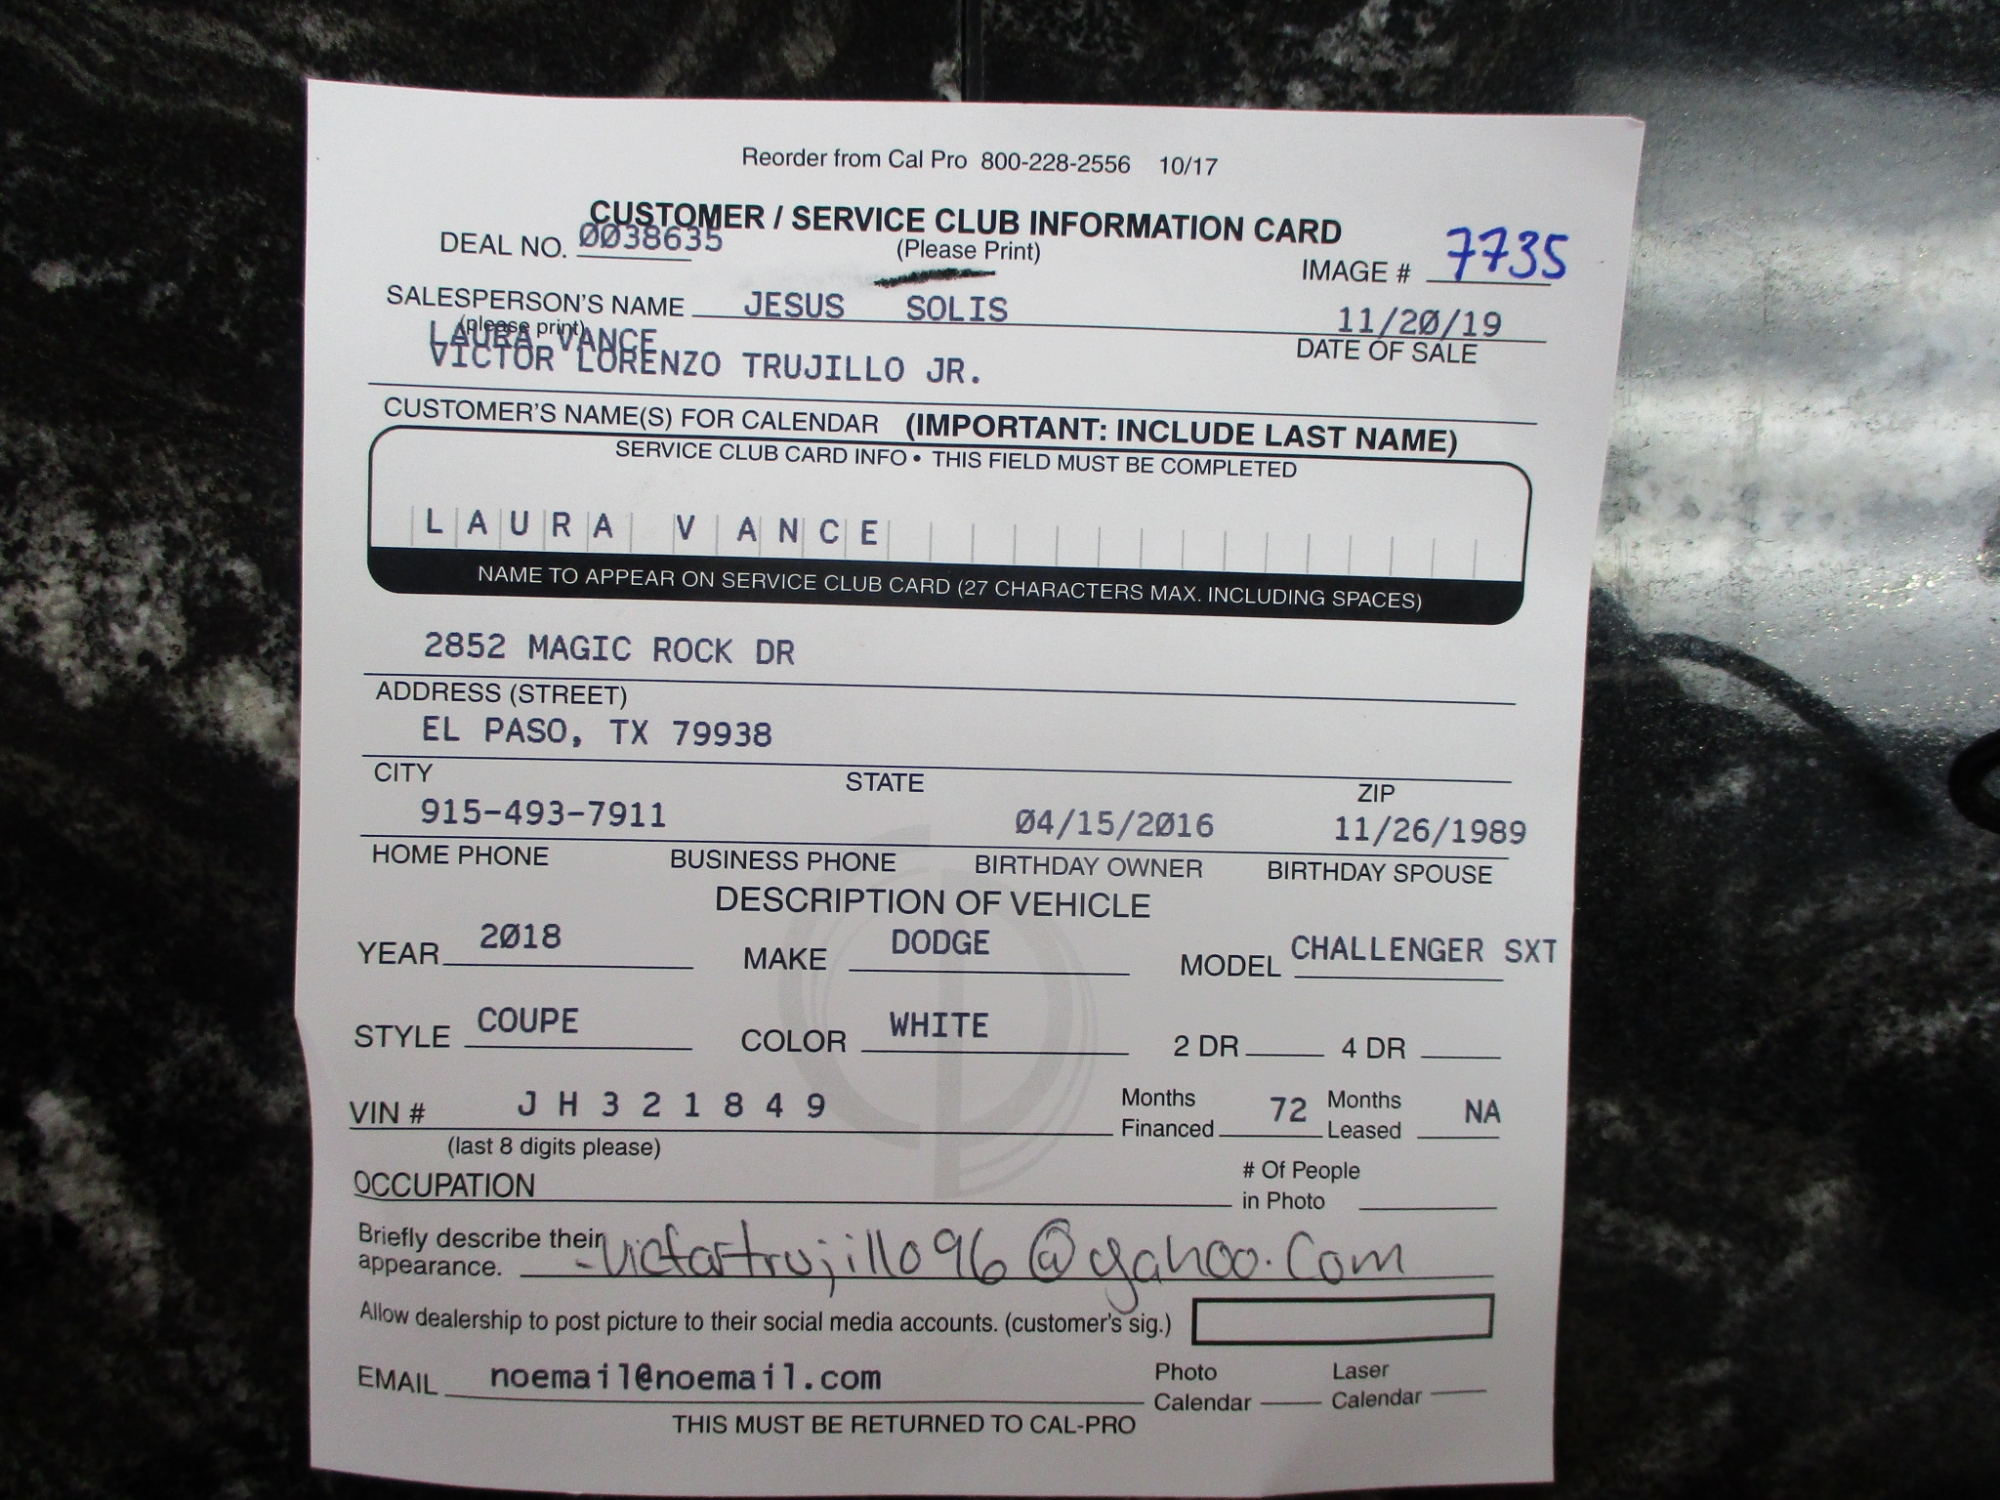 Reorder from Cal Pro 800-228-2556 10/17
CUSTOMER / SERVICE CLUB INFORMATION CARD
DEAL NO. 0038635 (Please Print) IMAGE # 7735
SALESPERSON'S NAME JESUS SOLIS 11/20/19
(please print) DATE OF SALE
LAURA VANCE
VICTOR LORENZO TRUJILLO JR.
CUSTOMER'S NAME(S) FOR CALENDAR (IMPORTANT: INCLUDE LAST NAME)
SERVICE CLUB CARD INFO • THIS FIELD MUST BE COMPLETED
LAURA VANCE
NAME TO APPEAR ON SERVICE CLUB CARD (27 CHARACTERS MAX. INCLUDING SPACES)
2852 MAGIC ROCK DR
ADDRESS (STREET)
EL PASO, TX 79938
CITY STATE ZIP
915-493-7911 04/15/2016 11/26/1989
HOME PHONE BUSINESS PHONE BIRTHDAY OWNER BIRTHDAY SPOUSE
DESCRIPTION OF VEHICLE
YEAR 2018 MAKE DODGE MODEL CHALLENGER SXT
STYLE COUPE COLOR WHITE 2 DR 4 DR
VIN # JH321849 Months Financed 72 Months Leased NA
(last 8 digits please)
OCCUPATION # Of People in Photo
Briefly describe their appearance. -victortrujillo96@yahoo.com
Allow dealership to post picture to their social media accounts. (customer's sig.)
EMAIL noemail@noemail.com Photo Calendar Laser Calendar
THIS MUST BE RETURNED TO CAL-PRO